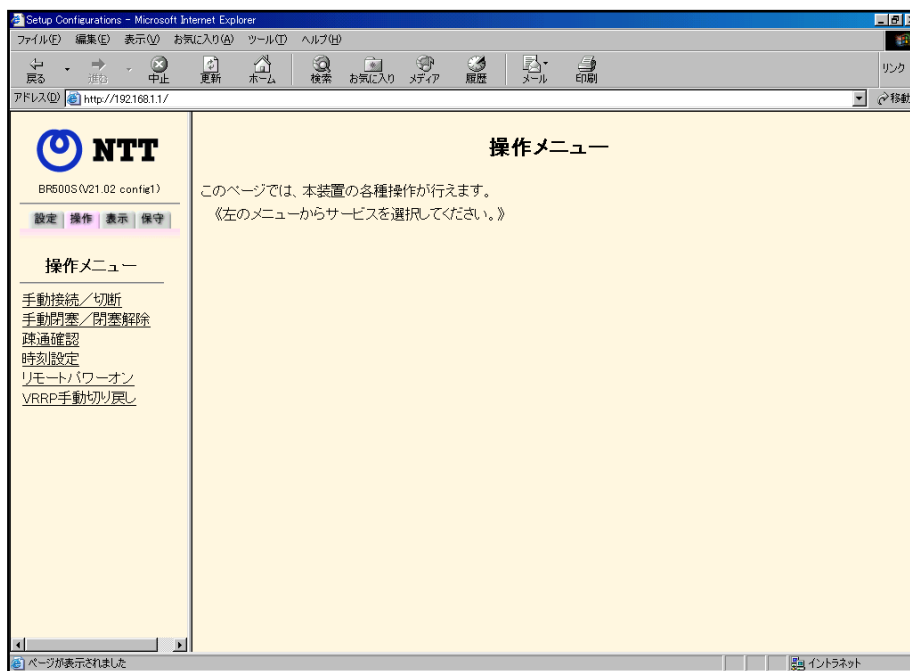 Setup Configurations - Microsoft Internet Explorer
ファイル(F) 編集(E) 表示(V) お気に入り(A) ツール(T) ヘルプ(H)
戻る 進む 中止 更新 ホーム 検索 お気に入り メディア 履歴 メール 印刷 リンク
アドレス(D) http://192.168.1.1/ 移動
NTT
BR500S(V21.02 config1)
設定 操作 表示 保守
操作メニュー
手動接続／切断
手動閉塞／閉塞解除
疎通確認
時刻設定
リモートパワーオン
VRRP手動切り戻し
操作メニュー
このページでは、本装置の各種操作が行えます。
《左のメニューからサービスを選択してください。》
ページが表示されました イントラネット